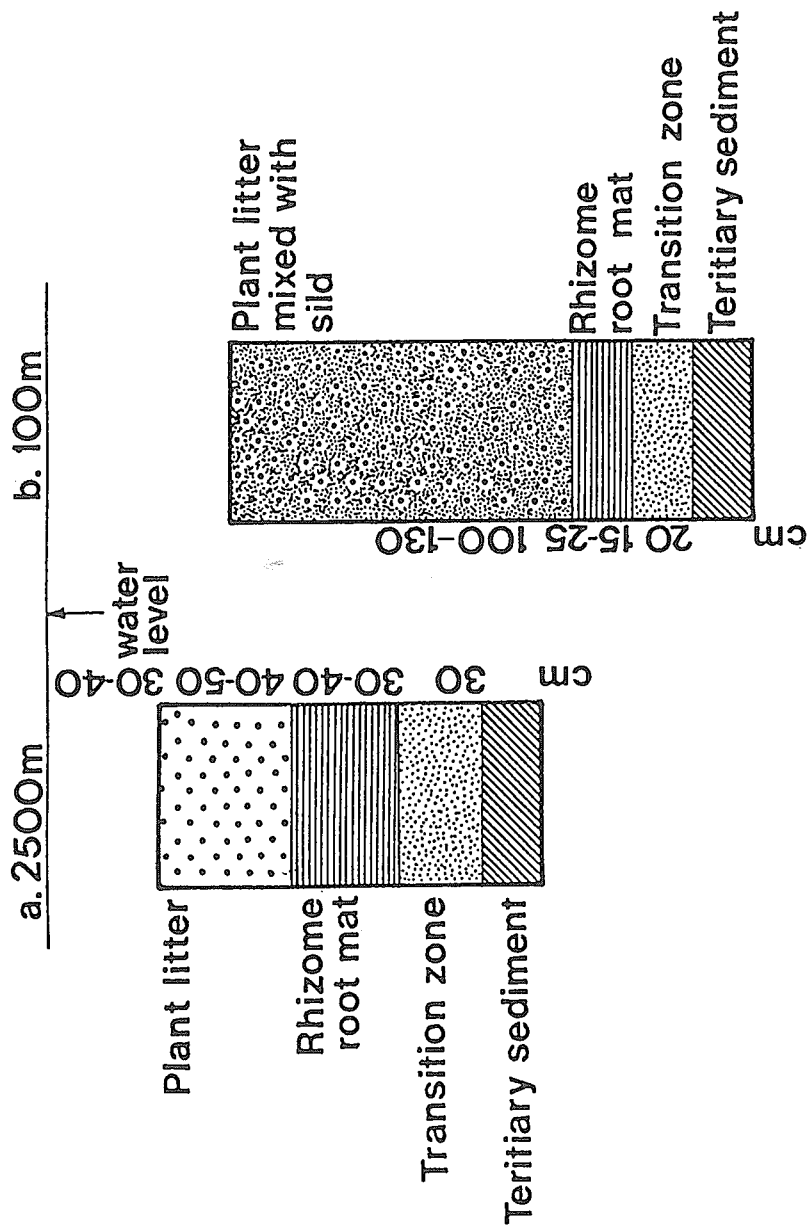 a. 2500m
b. 100m
water
level
Plant litter
Rhizome
root mat
Transition zone
Teritiary sediment
30-40
40-50
30-40
30
cm
Plant litter
mixed with
sild
Rhizome
root mat
Transition zone
Teritiary sediment
100-130
15-25
20
cm